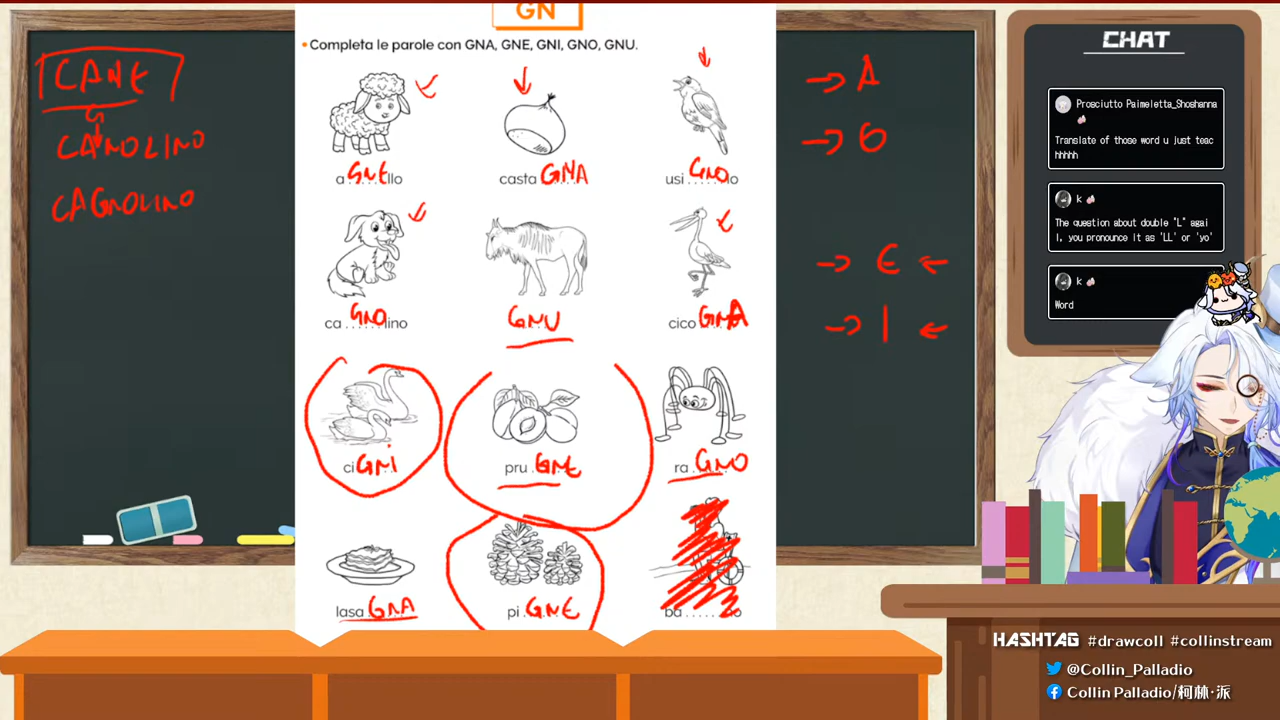 GN
• Completa le parole con GNA, GNE, GNI, GNO, GNU.
CANE
G
CANOLINO
CAGNOLINO
a GNE llo
casta GNA
usi GNO lo
ca GNO lino
GNU
cico GNA
ci GNi
pru GNE
ra GNO
lasa GNA
pi GNE
ba ...... no
→ A
→ O
→ E ←
→ I ←
CHAT
Prosciutto Paimeletta_Shoshanna
Translate of those word u just teac
hhhhh
k
The question about double "L" agai
l, you pronounce it as 'LL' or 'yo'
k
Word
HASHTAG #drawcoll #collinstream
@Collin_Palladio
Collin Palladio/柯林·派